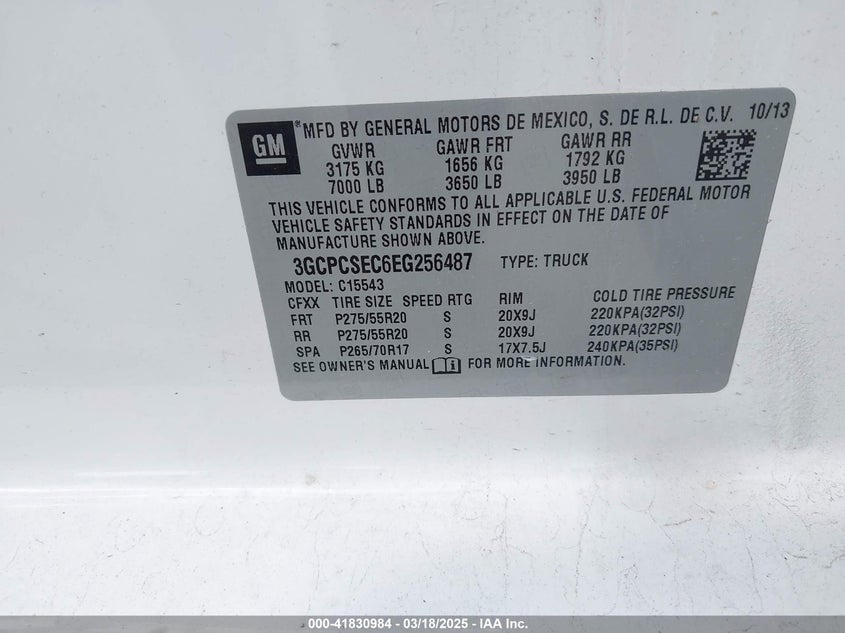 GM ® MFD BY GENERAL MOTORS DE MEXICO, S. DE R.L. DE C.V. 10/13
GVWR GAWR FRT GAWR RR
3175 KG 1656 KG 1792 KG
7000 LB 3650 LB 3950 LB
THIS VEHICLE CONFORMS TO ALL APPLICABLE U.S. FEDERAL MOTOR
VEHICLE SAFETY STANDARDS IN EFFECT ON THE DATE OF
MANUFACTURE SHOWN ABOVE.
3GCPCSEC6EG256487 TYPE: TRUCK
MODEL: C15543
CFXX TIRE SIZE SPEED RTG RIM COLD TIRE PRESSURE
FRT P275/55R20 S 20X9J 220KPA(32PSI)
RR P275/55R20 S 20X9J 220KPA(32PSI)
SPA P265/70R17 S 17X7.5J 240KPA(35PSI)
SEE OWNER'S MANUAL i FOR MORE INFORMATION.
000-41830984 - 03/18/2025 - IAA Inc.